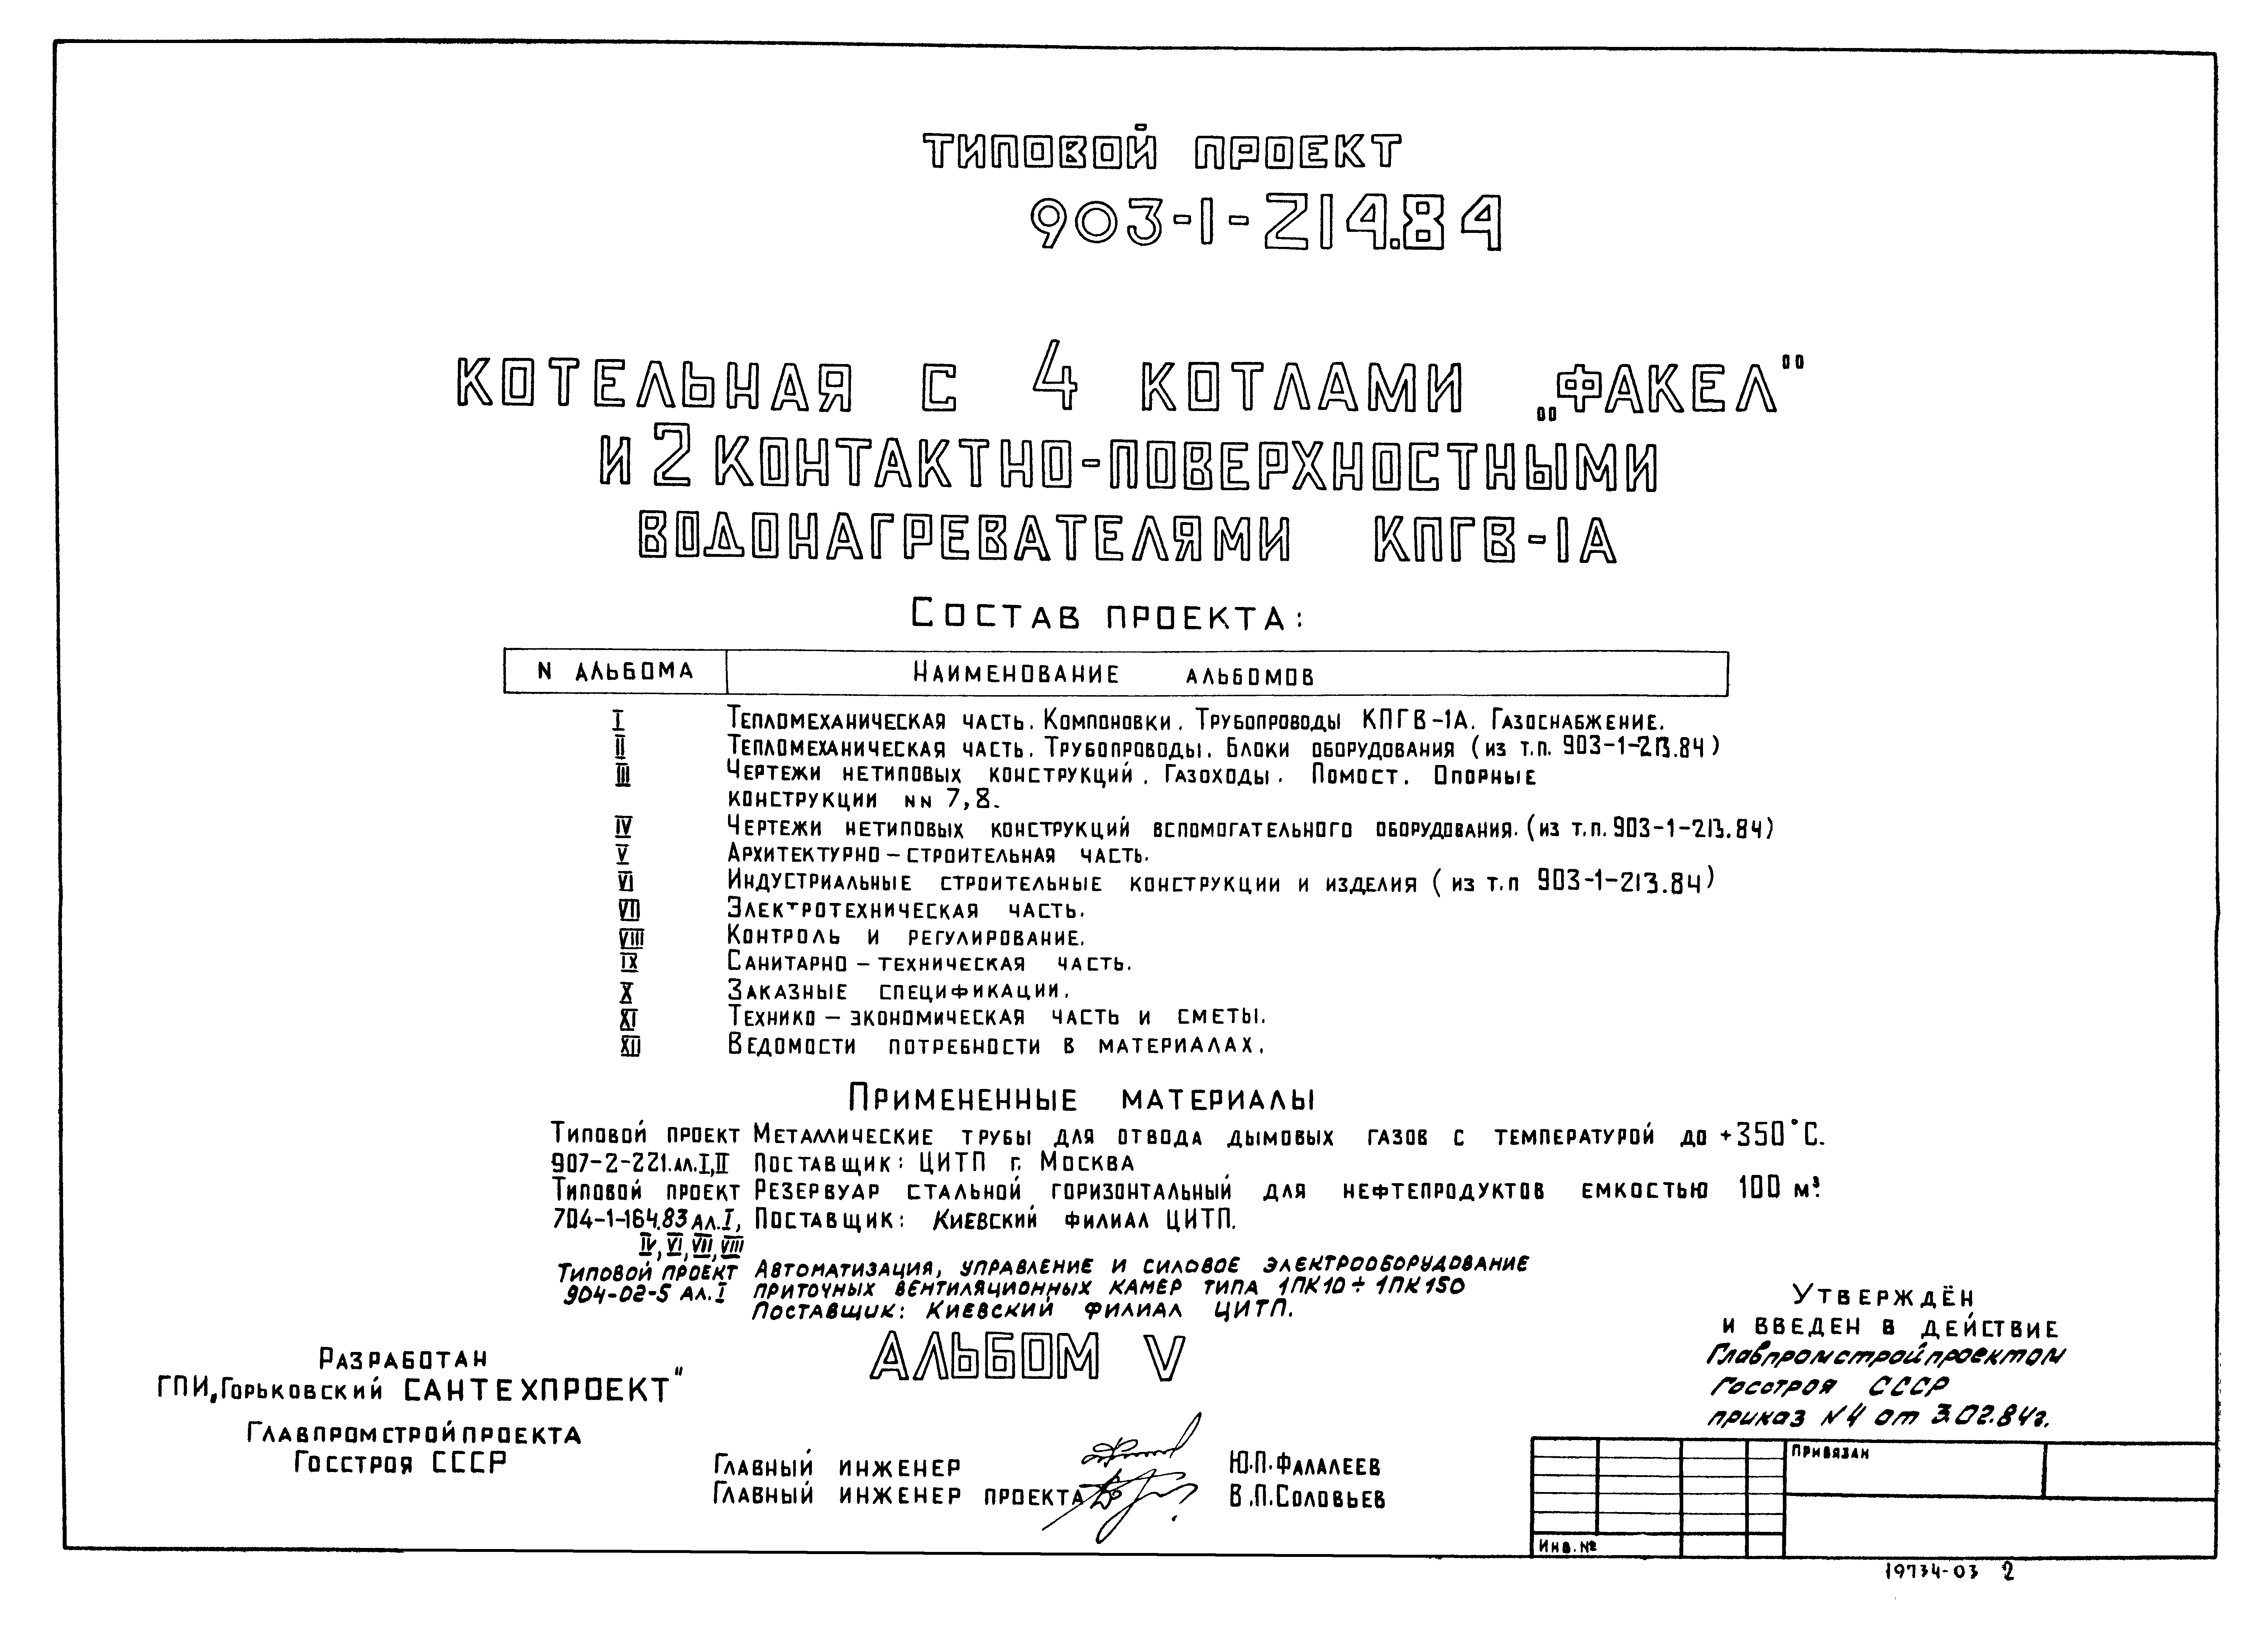 ТИПОВОЙ ПРОЕКТ
903-1-214.84
КОТЕЛЬНАЯ С 4 КОТЛАМИ „ФАКЕЛ"
И 2 КОНТАКТНО-ПОВЕРХНОСТНЫМИ
ВОДОНАГРЕВАТЕЛЯМИ КПГВ-1А
СОСТАВ ПРОЕКТА:
N АЛЬБОМА НАИМЕНОВАНИЕ АЛЬБОМОВ
I ТЕПЛОМЕХАНИЧЕСКАЯ ЧАСТЬ. КОМПОНОВКИ. ТРУБОПРОВОДЫ КПГВ-1А. ГАЗОСНАБЖЕНИЕ.
II ТЕПЛОМЕХАНИЧЕСКАЯ ЧАСТЬ. ТРУБОПРОВОДЫ. БЛОКИ ОБОРУДОВАНИЯ (ИЗ Т.П. 903-1-213.84)
III ЧЕРТЕЖИ НЕТИПОВЫХ КОНСТРУКЦИЙ. ГАЗОХОДЫ. ПОМОСТ. ОПОРНЫЕ
КОНСТРУКЦИИ NN 7,8.
IV ЧЕРТЕЖИ НЕТИПОВЫХ КОНСТРУКЦИЙ ВСПОМОГАТЕЛЬНОГО ОБОРУДОВАНИЯ. (ИЗ Т.П. 903-1-213.84)
V АРХИТЕКТУРНО-СТРОИТЕЛЬНАЯ ЧАСТЬ.
VI ИНДУСТРИАЛЬНЫЕ СТРОИТЕЛЬНЫЕ КОНСТРУКЦИИ И ИЗДЕЛИЯ (ИЗ Т.П 903-1-213.84)
VII ЭЛЕКТРОТЕХНИЧЕСКАЯ ЧАСТЬ.
VIII КОНТРОЛЬ И РЕГУЛИРОВАНИЕ.
IX САНИТАРНО-ТЕХНИЧЕСКАЯ ЧАСТЬ.
X ЗАКАЗНЫЕ СПЕЦИФИКАЦИИ.
XI ТЕХНИКО-ЭКОНОМИЧЕСКАЯ ЧАСТЬ И СМЕТЫ.
XII ВЕДОМОСТИ ПОТРЕБНОСТИ В МАТЕРИАЛАХ.
ПРИМЕНЕННЫЕ МАТЕРИАЛЫ
ТИПОВОЙ ПРОЕКТ МЕТАЛЛИЧЕСКИЕ ТРУБЫ ДЛЯ ОТВОДА ДЫМОВЫХ ГАЗОВ С ТЕМПЕРАТУРОЙ ДО +350°С.
907-2-221. АЛ. I, II ПОСТАВЩИК: ЦИТП Г. МОСКВА
ТИПОВОЙ ПРОЕКТ РЕЗЕРВУАР СТАЛЬНОЙ ГОРИЗОНТАЛЬНЫЙ ДЛЯ НЕФТЕПРОДУКТОВ ЕМКОСТЬЮ 100 М³.
704-1-164.83 АЛ. I, ПОСТАВЩИК: КИЕВСКИЙ ФИЛИАЛ ЦИТП.
IV, VI, VII, VIII
ТИПОВОЙ ПРОЕКТ АВТОМАТИЗАЦИЯ, УПРАВЛЕНИЕ И СИЛОВОЕ ЭЛЕКТРООБОРУДОВАНИЕ
904-02-5 АЛ. I ПРИТОЧНЫХ ВЕНТИЛЯЦИОННЫХ КАМЕР ТИПА 1ПК10÷1ПК150
ПОСТАВЩИК: КИЕВСКИЙ ФИЛИАЛ ЦИТП.
АЛЬБОМ V
РАЗРАБОТАН
ГПИ „ГОРЬКОВСКИЙ САНТЕХПРОЕКТ"
ГЛАВПРОМСТРОЙПРОЕКТА
ГОССТРОЯ СССР
ГЛАВНЫЙ ИНЖЕНЕР Ю.П. ФАЛАЛЕЕВ
ГЛАВНЫЙ ИНЖЕНЕР ПРОЕКТА В.П. СОЛОВЬЕВ
УТВЕРЖДЁН
И ВВЕДЕН В ДЕЙСТВИЕ
Главпромстройпроектом
Госстроя СССР
приказ N 4 от 3.02.84г.
ПРИВЯЗАН
ИНВ. №
19734-03 2